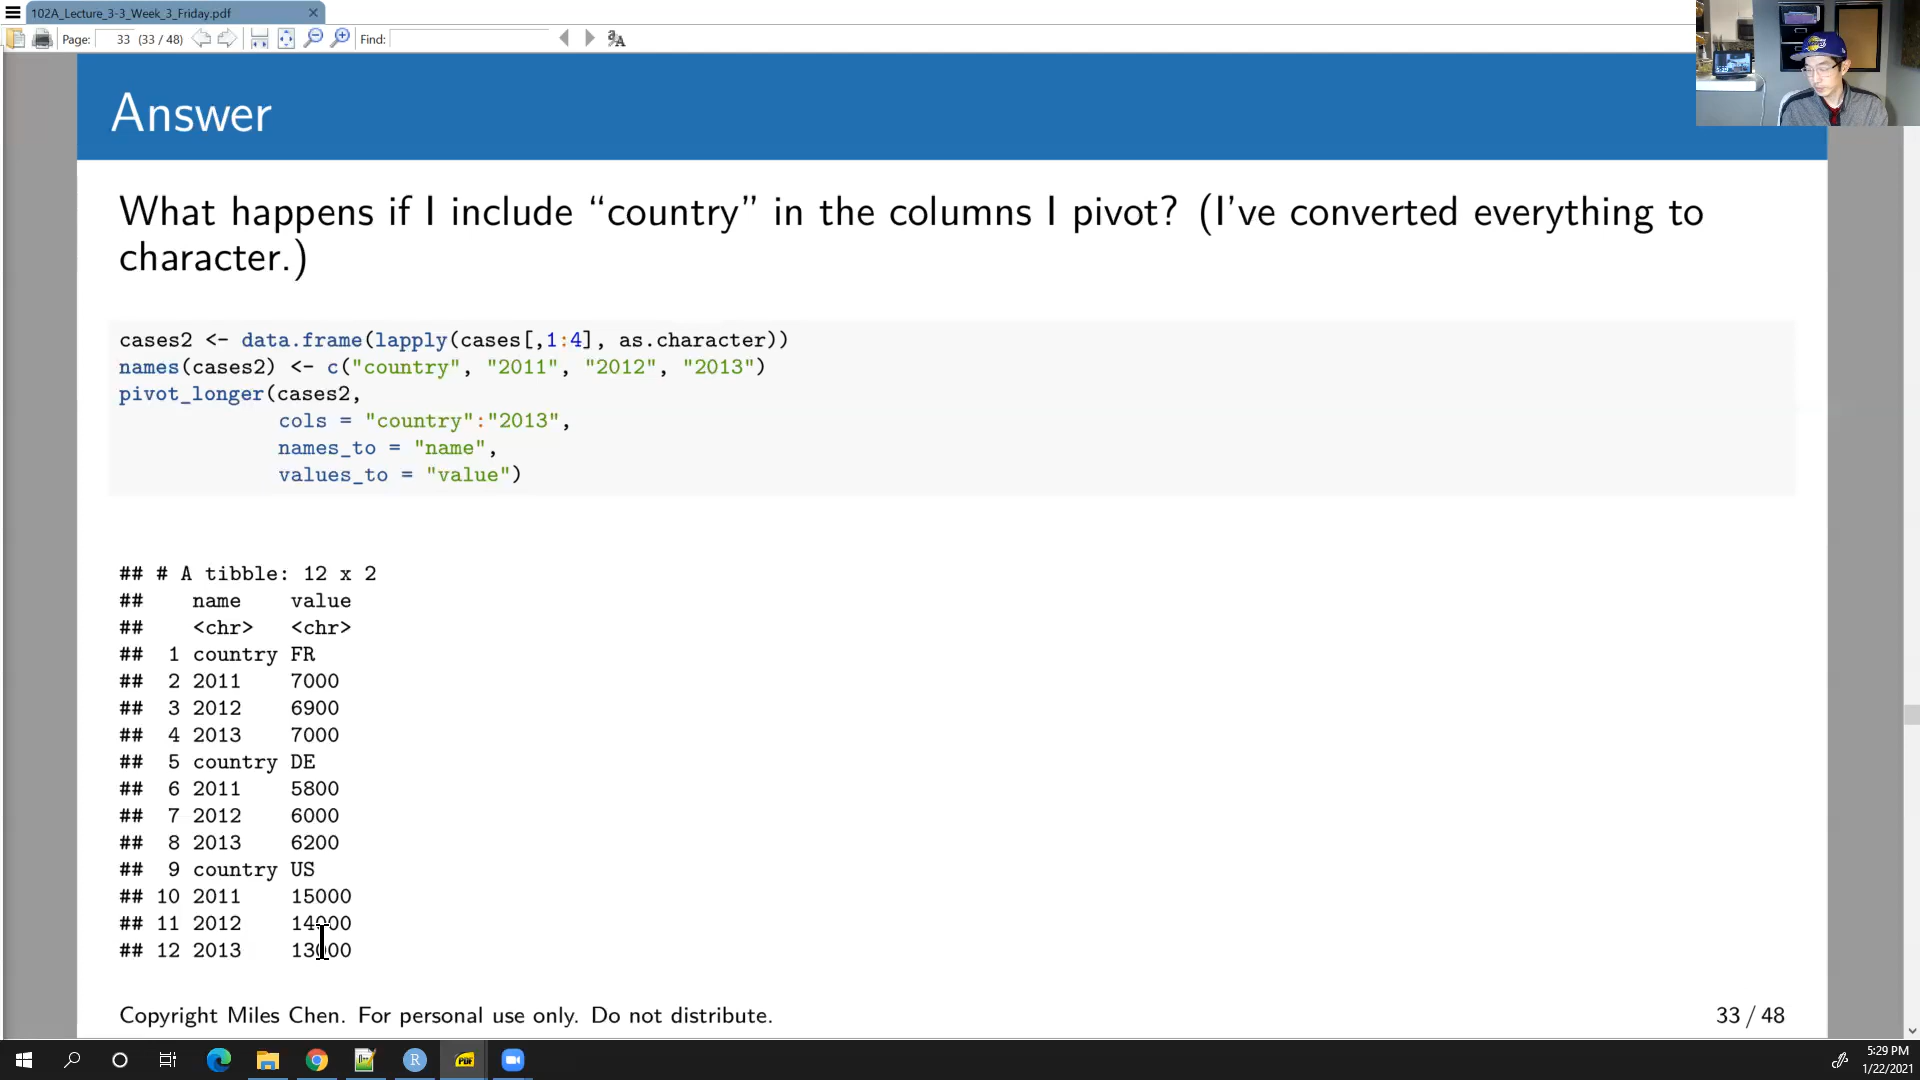 102A_Lecture_3-3_Week_3_Friday.pdf
Page: 33 (33 / 48) Find:
Answer
What happens if I include “country” in the columns I pivot? (I’ve converted everything to
character.)
cases2 <- data.frame(lapply(cases[,1:4], as.character))
names(cases2) <- c("country", "2011", "2012", "2013")
pivot_longer(cases2,
             cols = "country":"2013",
             names_to = "name",
             values_to = "value")
## # A tibble: 12 x 2
##    name    value
##    <chr>   <chr>
##  1 country FR
##  2 2011    7000
##  3 2012    6900
##  4 2013    7000
##  5 country DE
##  6 2011    5800
##  7 2012    6000
##  8 2013    6200
##  9 country US
## 10 2011    15000
## 11 2012    14000
## 12 2013    13000
Copyright Miles Chen. For personal use only. Do not distribute.
33 / 48
5:29 PM
1/22/2021